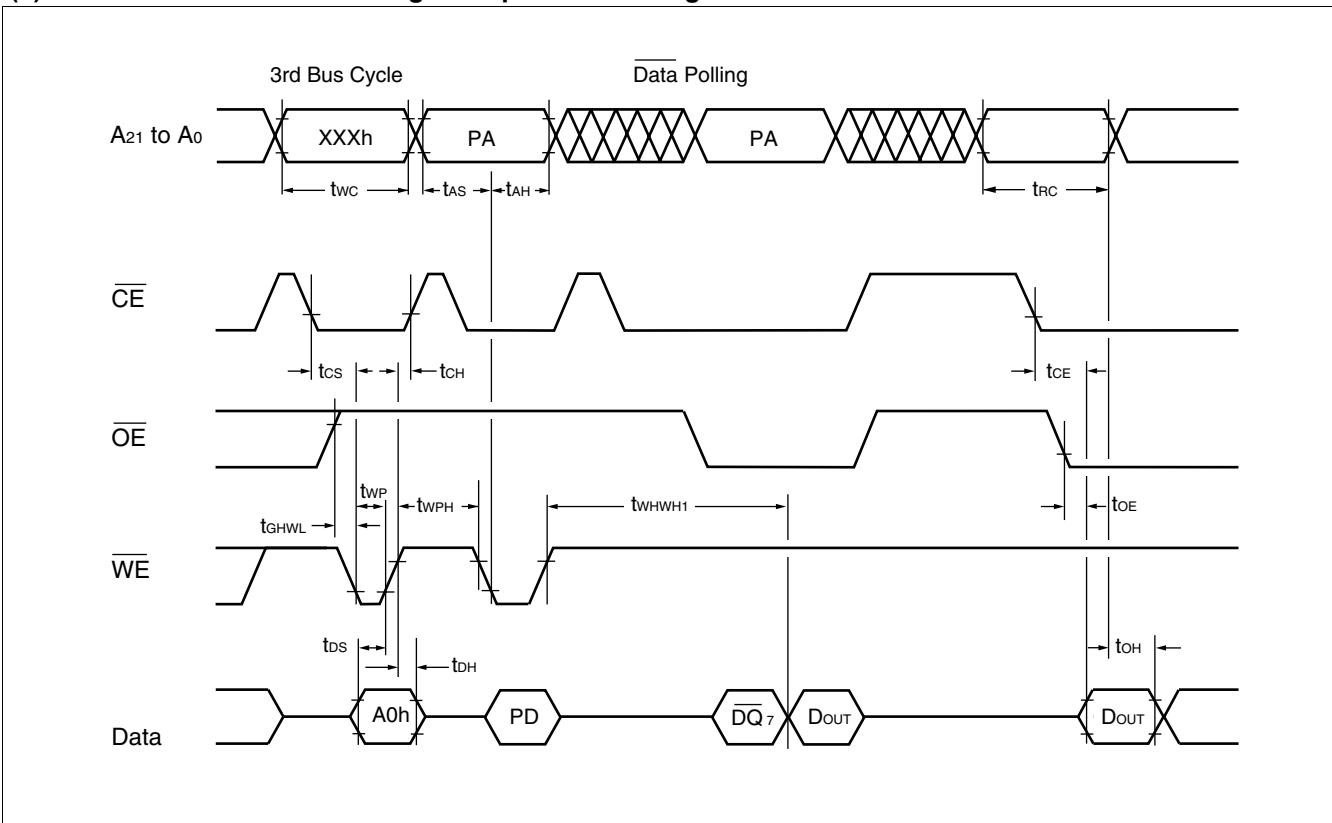 3rd Bus Cycle
Data Polling
A21 to A0
XXXh
PA
PA
tWC
tAS
tAH
tRC
CE
tCS
tCH
tCE
OE
tWP
tWPH
tWHWH1
tOE
tGHWL
WE
tDS
tDH
tOH
Data
A0h
PD
DQ7
DOUT
DOUT